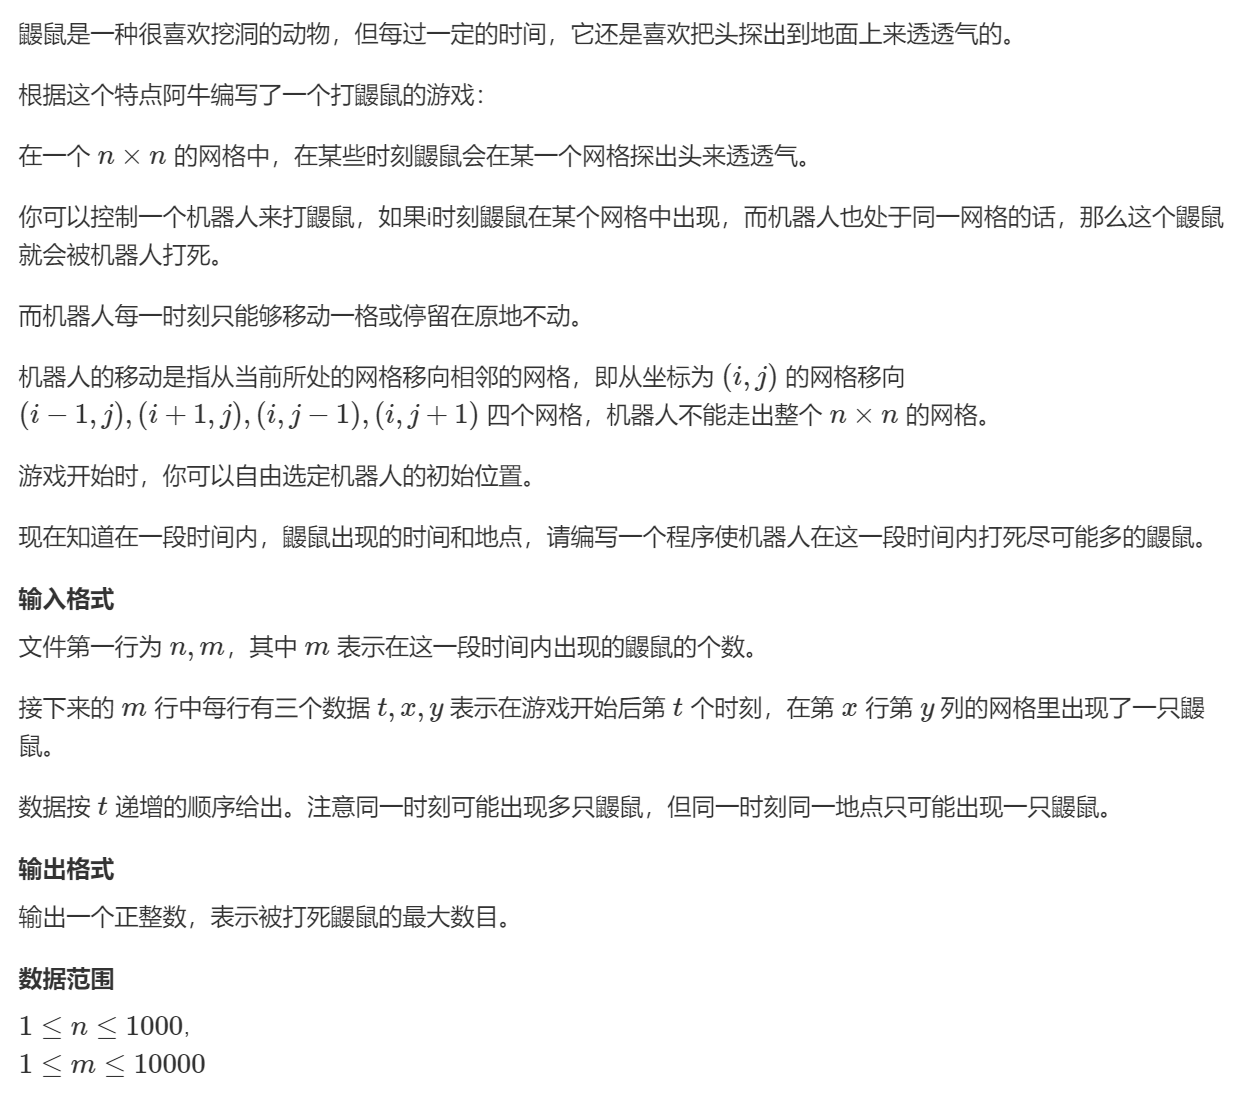 鼹鼠是一种很喜欢挖洞的动物，但每过一定的时间，它还是喜欢把头探出到地面上来透透气的。
根据这个特点阿牛编写了一个打鼹鼠的游戏：
在一个 n × n 的网格中，在某些时刻鼹鼠会在某一个网格探出头来透透气。
你可以控制一个机器人来打鼹鼠，如果i时刻鼹鼠在某个网格中出现，而机器人也处于同一网格的话，那么这个鼹鼠
就会被机器人打死。
而机器人每一时刻只能够移动一格或停留在原地不动。
机器人的移动是指从当前所处的网格移向相邻的网格，即从坐标为 (i, j) 的网格移向
(i − 1, j), (i + 1, j), (i, j − 1), (i, j + 1) 四个网格，机器人不能走出整个 n × n 的网格。
游戏开始时，你可以自由选定机器人的初始位置。
现在知道在一段时间内，鼹鼠出现的时间和地点，请编写一个程序使机器人在这一段时间内打死尽可能多的鼹鼠。
输入格式
文件第一行为 n, m，其中 m 表示在这一段时间内出现的鼹鼠的个数。
接下来的 m 行中每行有三个数据 t, x, y 表示在游戏开始后第 t 个时刻，在第 x 行第 y 列的网格里出现了一只鼹
鼠。
数据按 t 递增的顺序给出。注意同一时刻可能出现多只鼹鼠，但同一时刻同一地点只可能出现一只鼹鼠。
输出格式
输出一个正整数，表示被打死鼹鼠的最大数目。
数据范围
1 ≤ n ≤ 1000,
1 ≤ m ≤ 10000